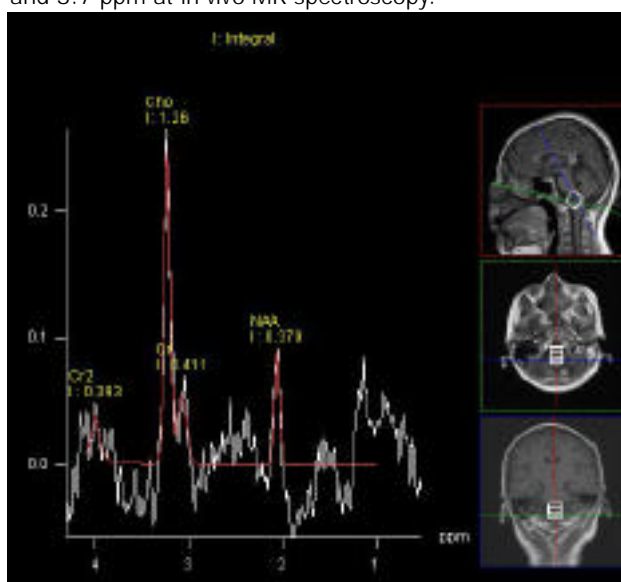 and 3.7 ppm at in vivo MR spectroscopy.
I: Integral
Cho
I: 1.26
0.2
0.1
NAA
I: 0.379
Cr
I: 0.411
Cr2
I: 0.393
0.0
ppm
4
3
2
1